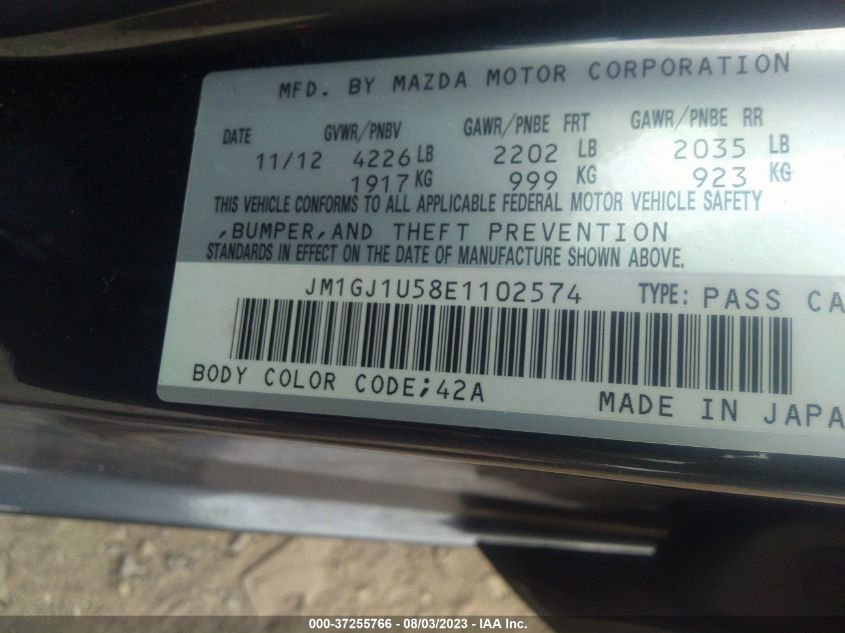 MFD. BY MAZDA MOTOR CORPORATION
DATE GVWR/PNBV GAWR/PNBE FRT GAWR/PNBE RR
11/12 4226 LB 2202 LB 2035 LB
1917 KG 999 KG 923 KG
THIS VEHICLE CONFORMS TO ALL APPLICABLE FEDERAL MOTOR VEHICLE SAFETY
,BUMPER,AND THEFT PREVENTION
STANDARDS IN EFFECT ON THE DATE OF MANUFACTURE SHOWN ABOVE.
JM1GJ1U58E1102574 TYPE: PASS CA
BODY COLOR CODE;42A MADE IN JAPA
000-37255766 - 08/03/2023 - IAA Inc.